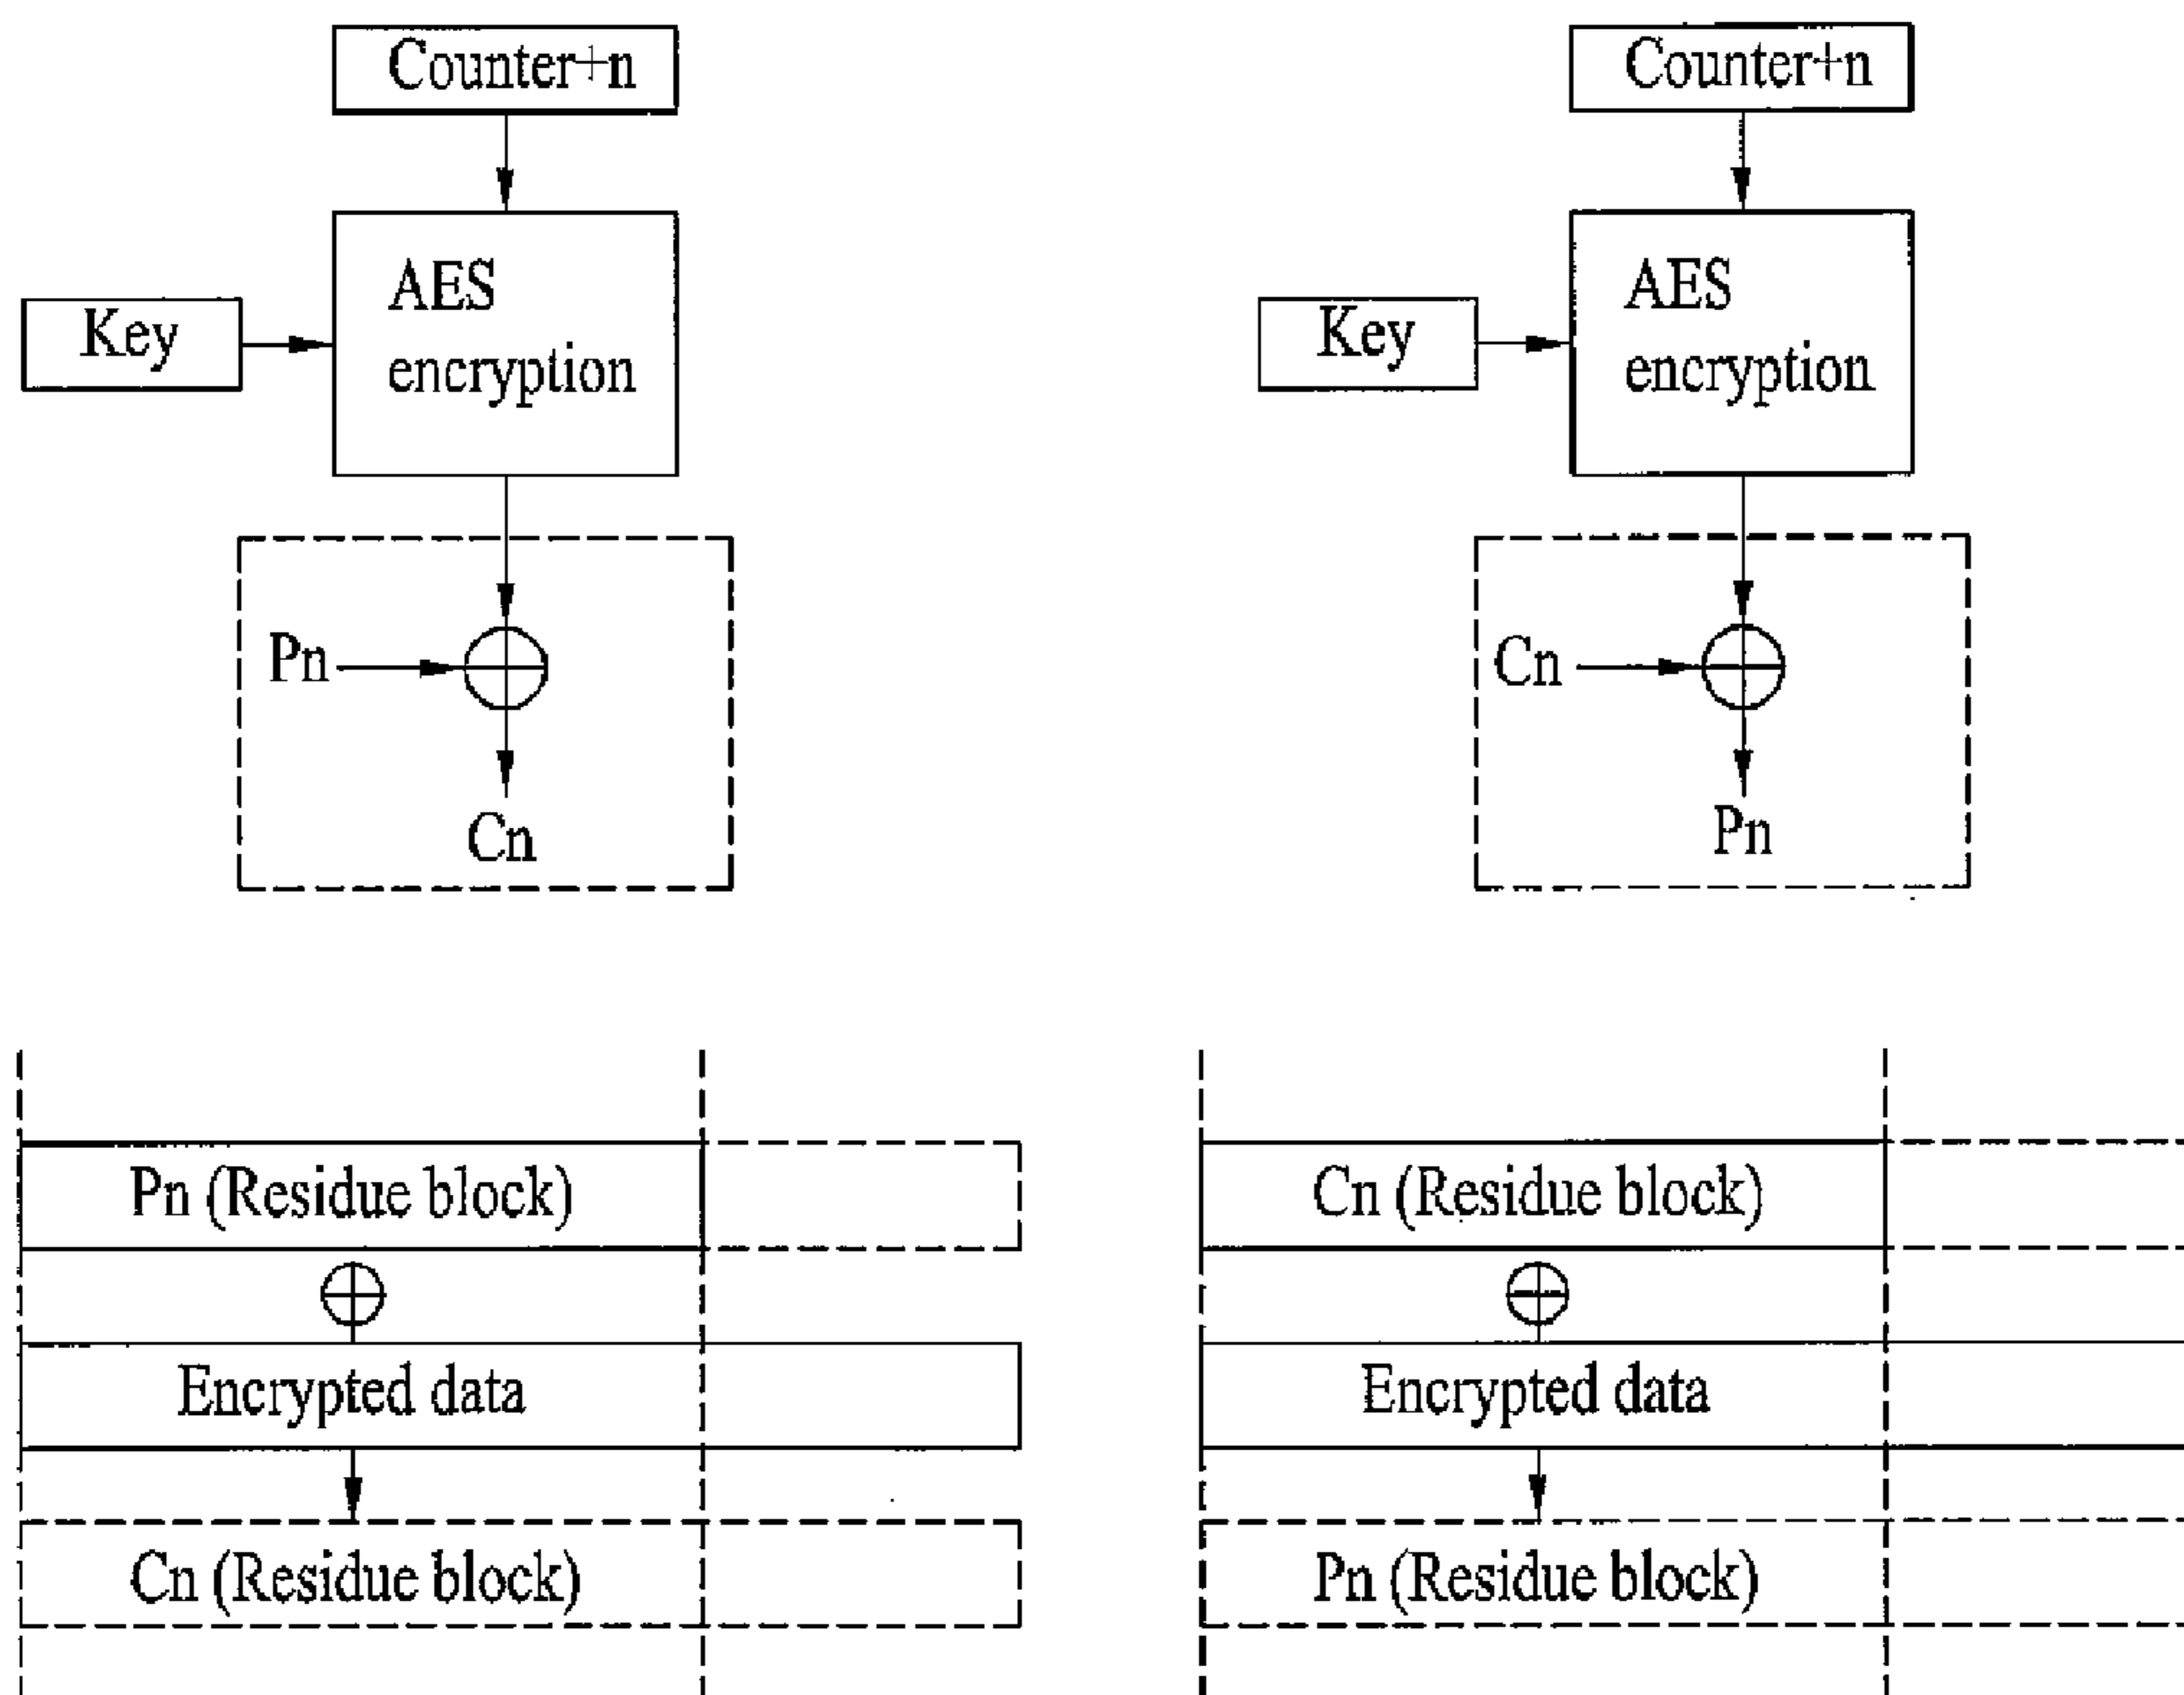 Counter+n
AES
encryption
Key
Pn
Cn
Counter+n
AES
encryption
Key
Cn
Pn
Pn (Residue block)
Encrypted data
Cn (Residue block)
Cn (Residue block)
Encrypted data
Pn (Residue block)